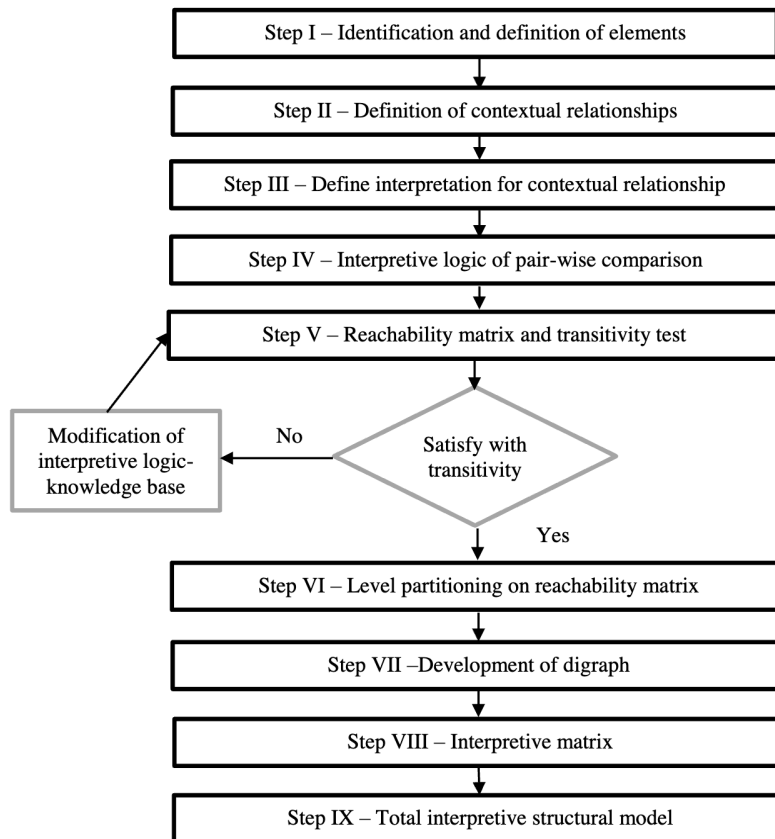 Step I – Identification and definition of elements
Step II – Definition of contextual relationships
Step III – Define interpretation for contextual relationship
Step IV – Interpretive logic of pair-wise comparison
Step V – Reachability matrix and transitivity test
Modification of
interpretive logic-
knowledge base
No
Satisfy with
transitivity
Yes
Step VI – Level partitioning on reachability matrix
Step VII –Development of digraph
Step VIII – Interpretive matrix
Step IX – Total interpretive structural model